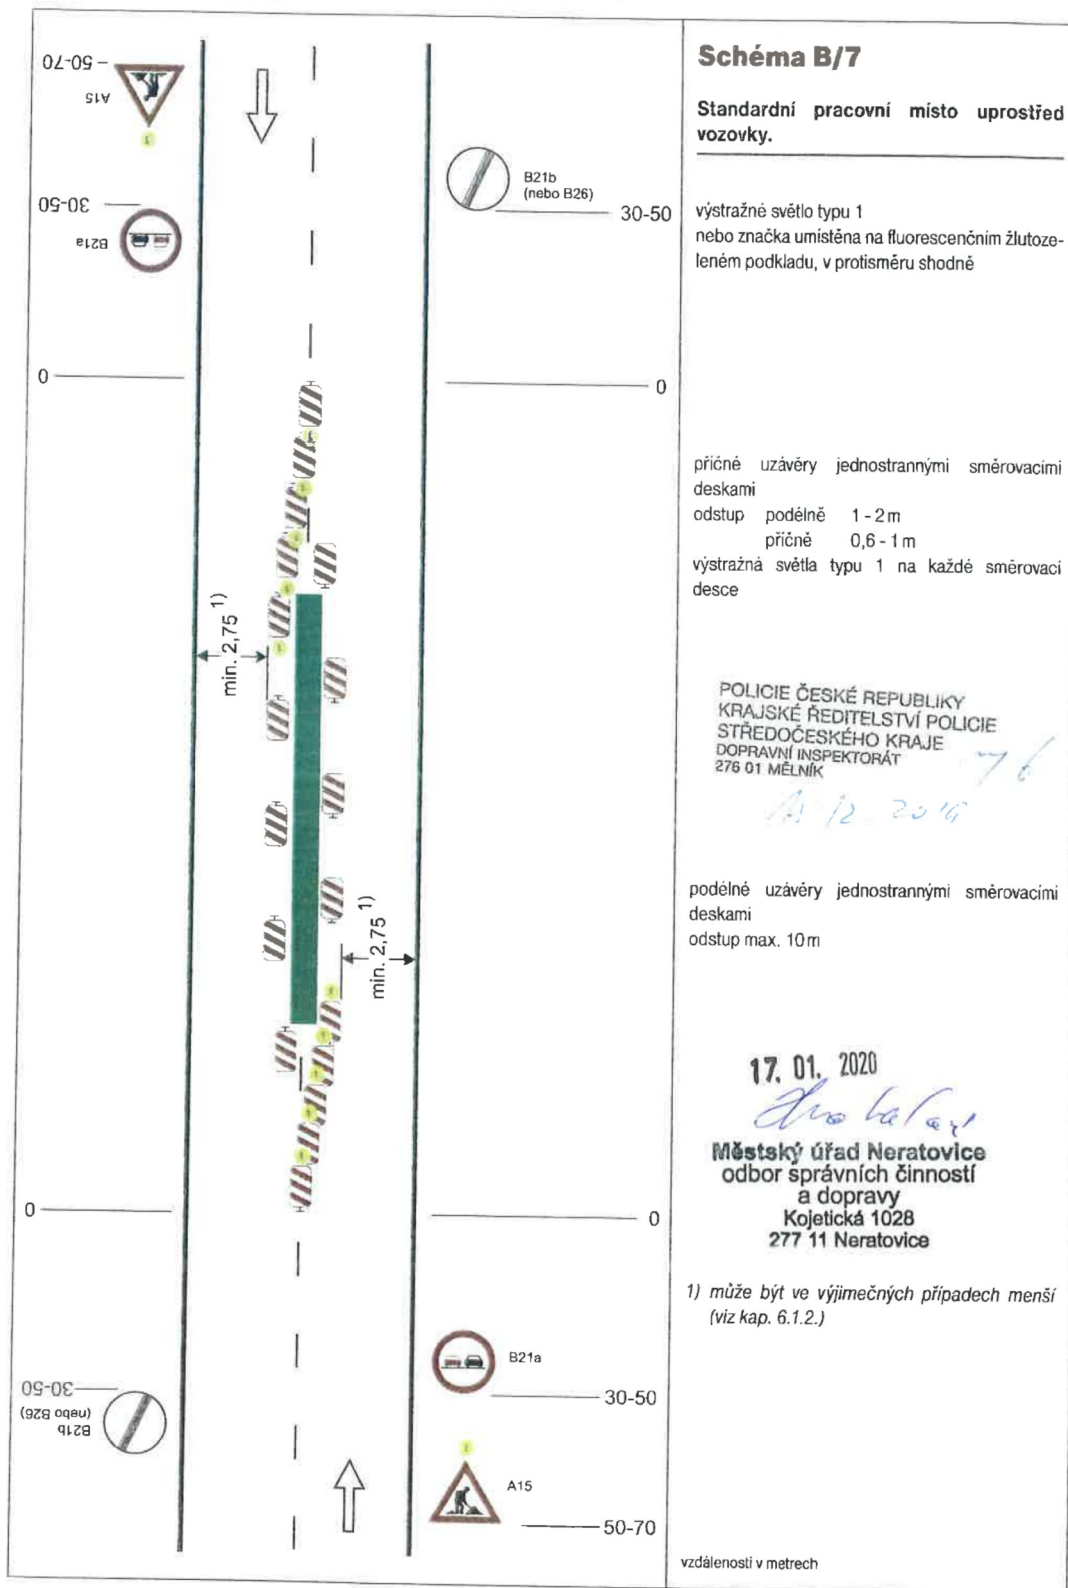 Schéma B/7
Standardní pracovní místo uprostřed
vozovky.
výstražné světlo typu 1
nebo značka umístěna na fluorescenčním žlutoze-
leném podkladu, v protisměru shodně
příčné uzávěry jednostrannými směrovacími
deskami
odstup podélně 1 - 2 m
příčně 0,6 - 1 m
výstražná světla typu 1 na každé směrovací
desce
POLICIE ČESKÉ REPUBLIKY
KRAJSKÉ ŘEDITELSTVÍ POLICIE
STŘEDOČESKÉHO KRAJE
DOPRAVNÍ INSPEKTORÁT
276 01 MĚLNÍK
podélné uzávěry jednostrannými směrovacími
deskami
odstup max. 10 m
17. 01. 2020
Městský úřad Neratovice
odbor správních činností
a dopravy
Kojetická 1028
277 11 Neratovice
1) může být ve výjimečných případech menší
(viz kap. 6.1.2.)
vzdálenosti v metrech
50-70
A15
30-50
B21a
0
B21b
(nebo B26)
30-50
0
min. 2,75 1)
min. 2,75 1)
0
30-50
B21b
(nebo B26)
0
B21a
30-50
A15
50-70